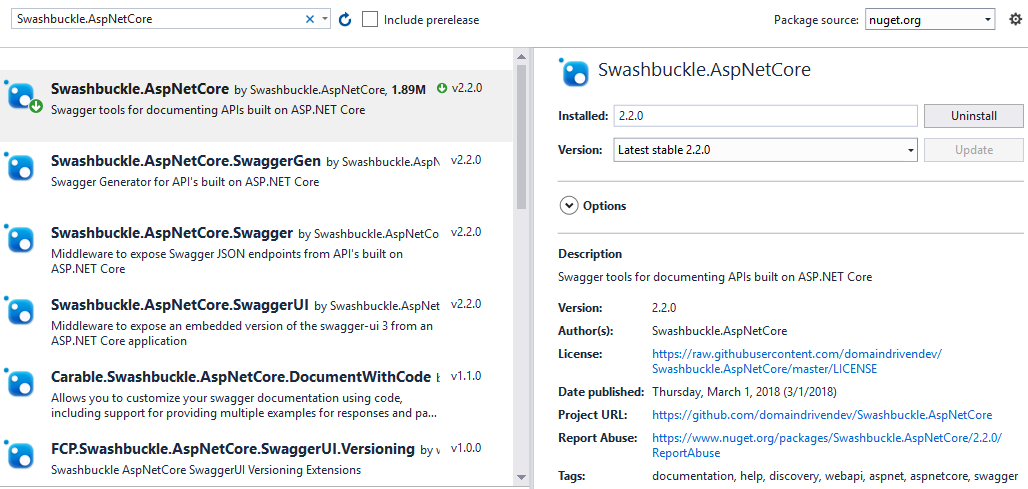 Swashbuckle.AspNetCore
Include prerelease
Package source: nuget.org
Swashbuckle.AspNetCore by Swashbuckle.AspNetCore, 1.89M v2.2.0
Swagger tools for documenting APIs built on ASP.NET Core
Swashbuckle.AspNetCore.SwaggerGen by Swashbuckle.AspN v2.2.0
Swagger Generator for API's built on ASP.NET Core
Swashbuckle.AspNetCore.Swagger by Swashbuckle.AspNetCo v2.2.0
Middleware to expose Swagger JSON endpoints from API's built on
ASP.NET Core
Swashbuckle.AspNetCore.SwaggerUI by Swashbuckle.AspNet v2.2.0
Middleware to expose an embedded version of the swagger-ui 3 from an
ASP.NET Core application
Carable.Swashbuckle.AspNetCore.DocumentWithCode v1.1.0
Allows you to customize your swagger documentation using code,
including support for providing multiple examples for responses and pa...
FCP.Swashbuckle.AspNetCore.SwaggerUI.Versioning by v1.0.0
Swashbuckle AspNetCore SwaggerUI Versioning Extensions
Swashbuckle.AspNetCore
Installed: 2.2.0 Uninstall
Version: Latest stable 2.2.0 Update
Options
Description
Swagger tools for documenting APIs built on ASP.NET Core
Version: 2.2.0
Author(s): Swashbuckle.AspNetCore
License: https://raw.githubusercontent.com/domaindrivendev/
Swashbuckle.AspNetCore/master/LICENSE
Date published: Thursday, March 1, 2018 (3/1/2018)
Project URL: https://github.com/domaindrivendev/Swashbuckle.AspNetCore
Report Abuse: https://www.nuget.org/packages/Swashbuckle.AspNetCore/2.2.0/
ReportAbuse
Tags: documentation, help, discovery, webapi, aspnet, aspnetcore, swagger